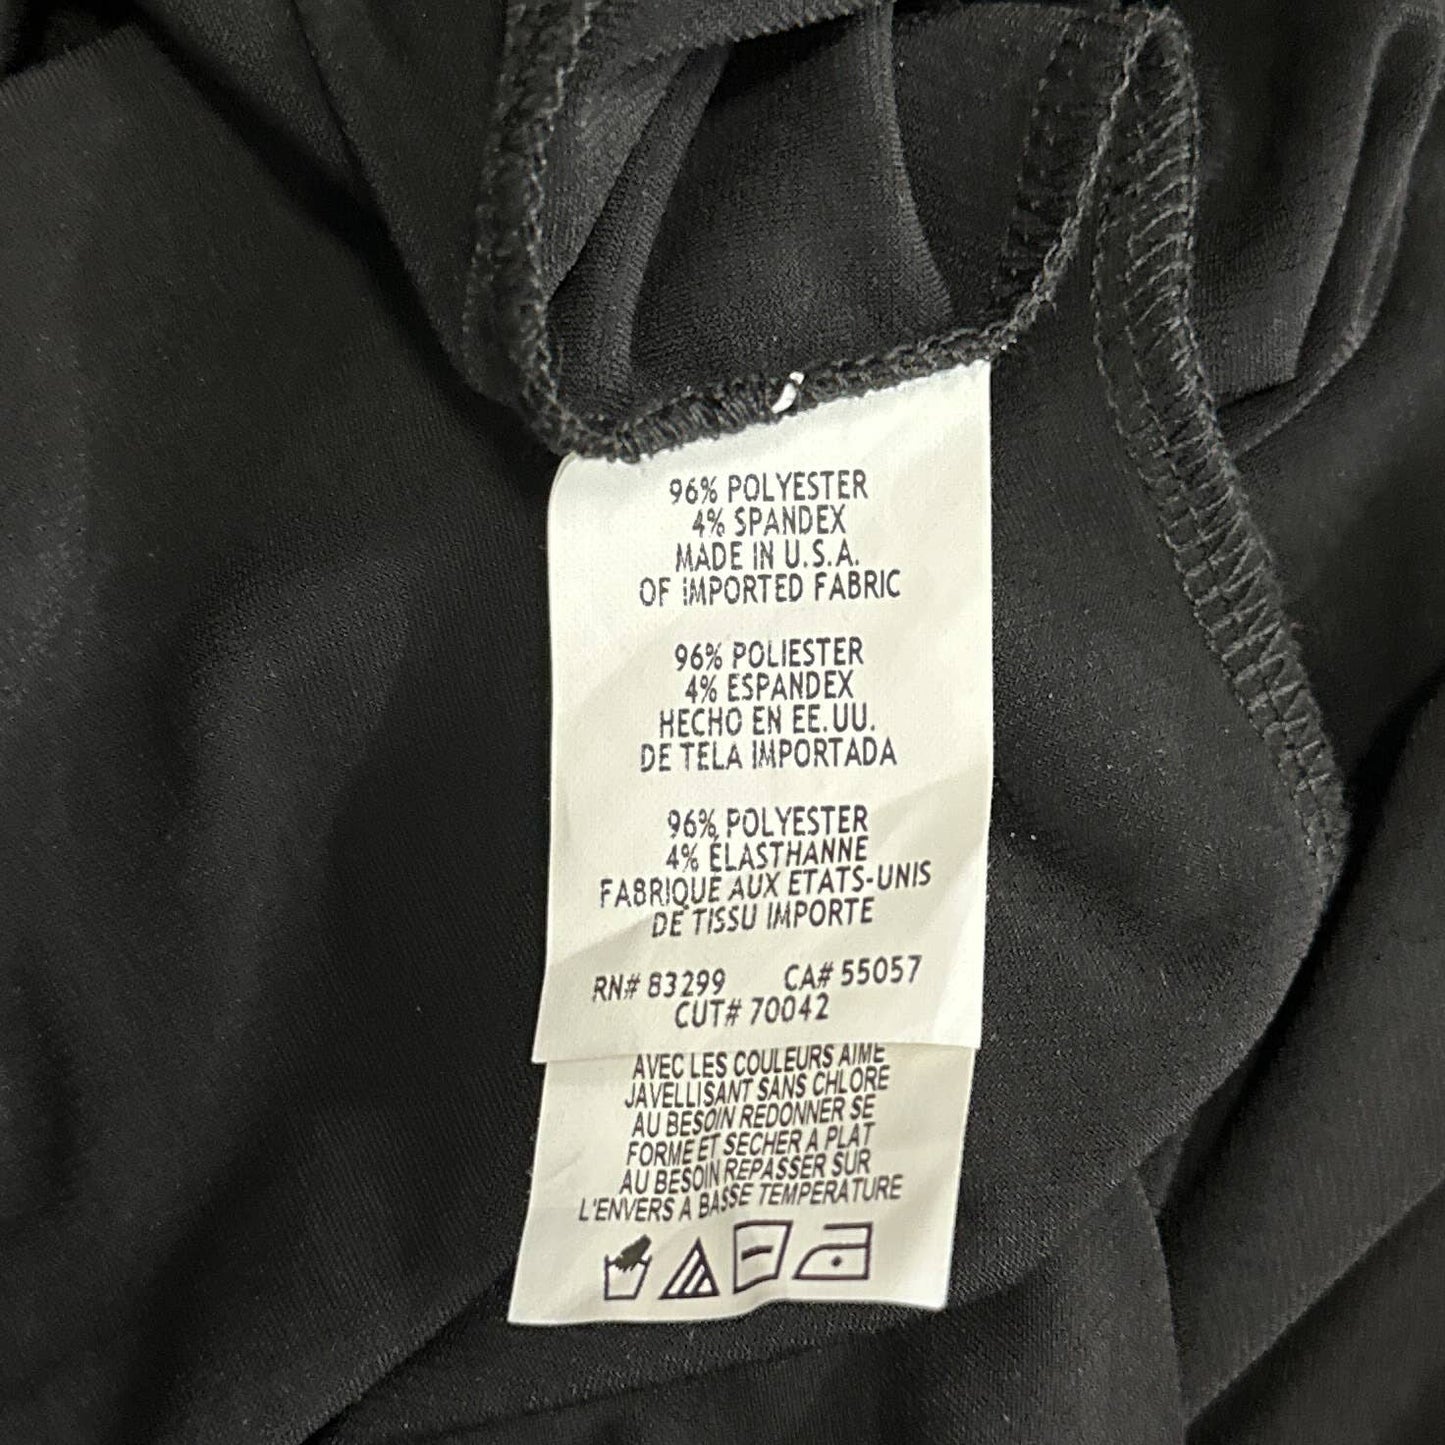 96% POLYESTER
4% SPANDEX
MADE IN U.S.A.
OF IMPORTED FABRIC
96% POLIESTER
4% ESPANDEX
HECHO EN EE.UU.
DE TELA IMPORTADA
96% POLYESTER
4% ÉLASTHANNE
FABRIQUE AUX ETATS-UNIS
DE TISSU IMPORTE
RN# 83299 CA# 55057
CUT# 70042
AVEC LES COULEURS AIME
JAVELLISANT SANS CHLORE
AU BESOIN REDONNER SE
FORME ET SECHER A PLAT
AU BESOIN REPASSER SUR
L'ENVERS A BASSE TEMPERATURE